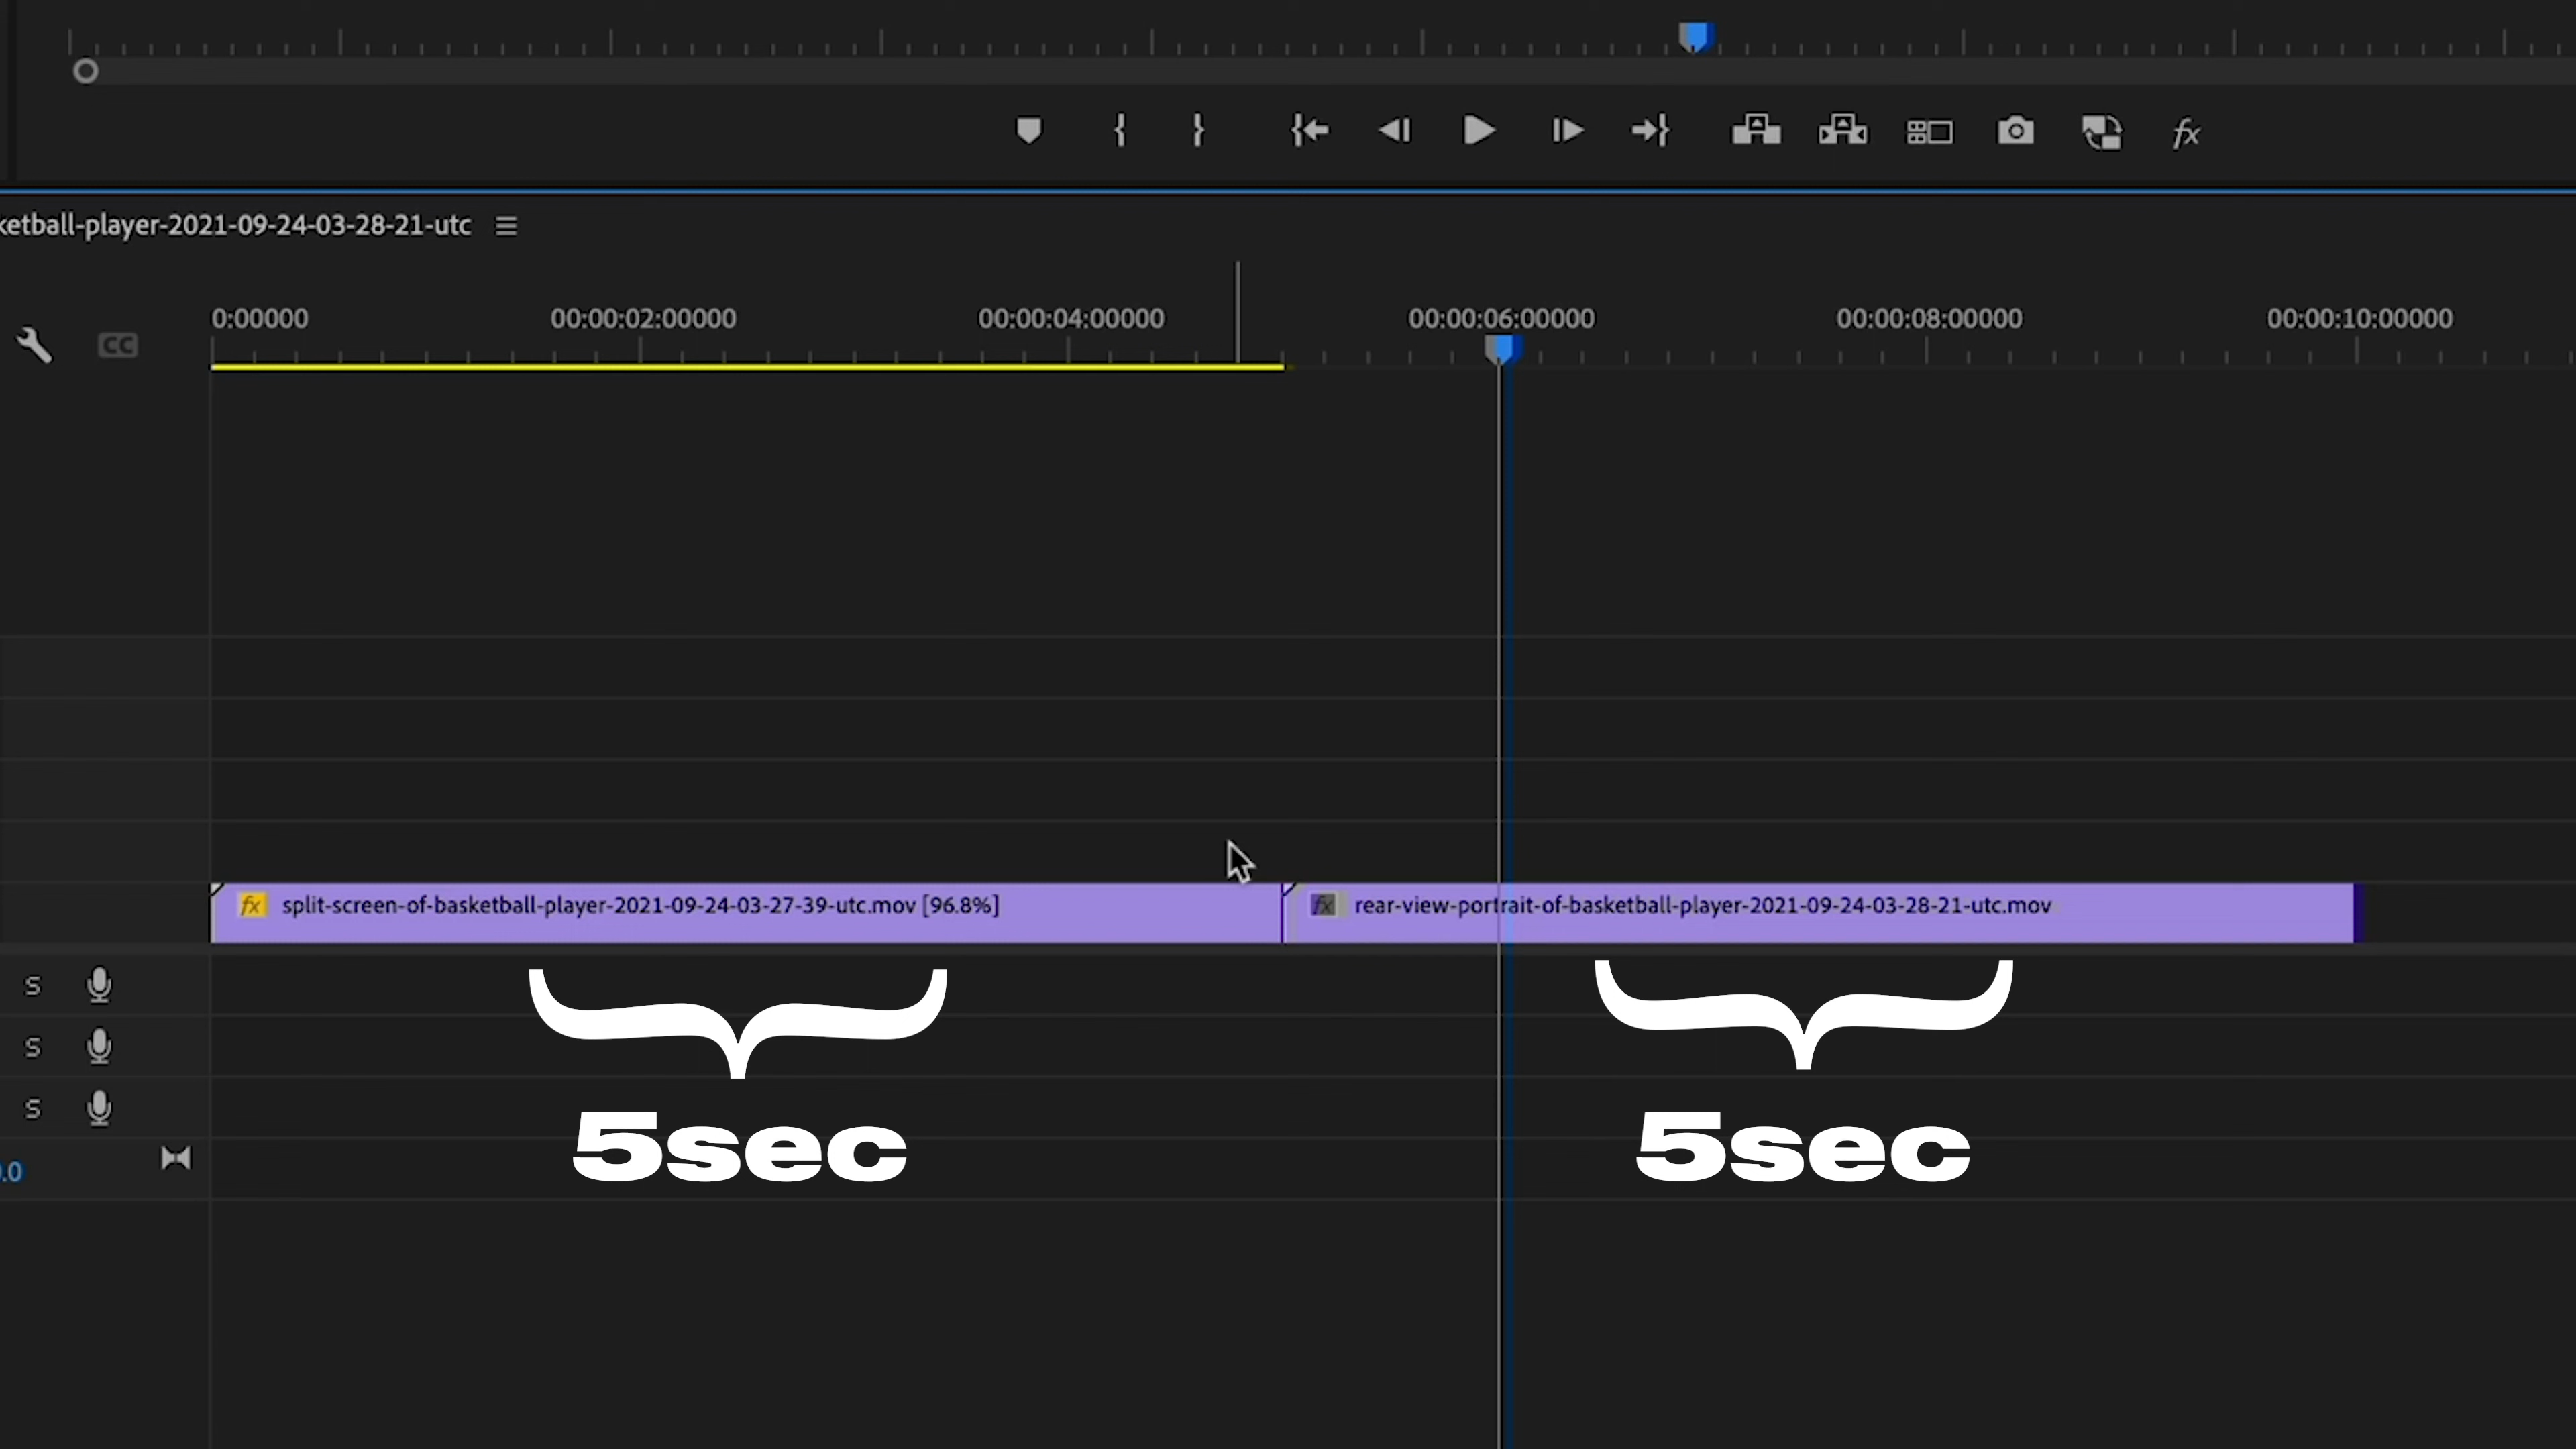 ketball-player-2021-09-24-03-28-21-utc
0:00000 00:00:02:00000 00:00:04:00000 00:00:06:00000 00:00:08:00000 00:00:10:00000
CC
fx split-screen-of-basketball-player-2021-09-24-03-27-39-utc.mov [96.8%] fx rear-view-portrait-of-basketball-player-2021-09-24-03-28-21-utc.mov
S
S
S
5sec 5sec
.0
fx